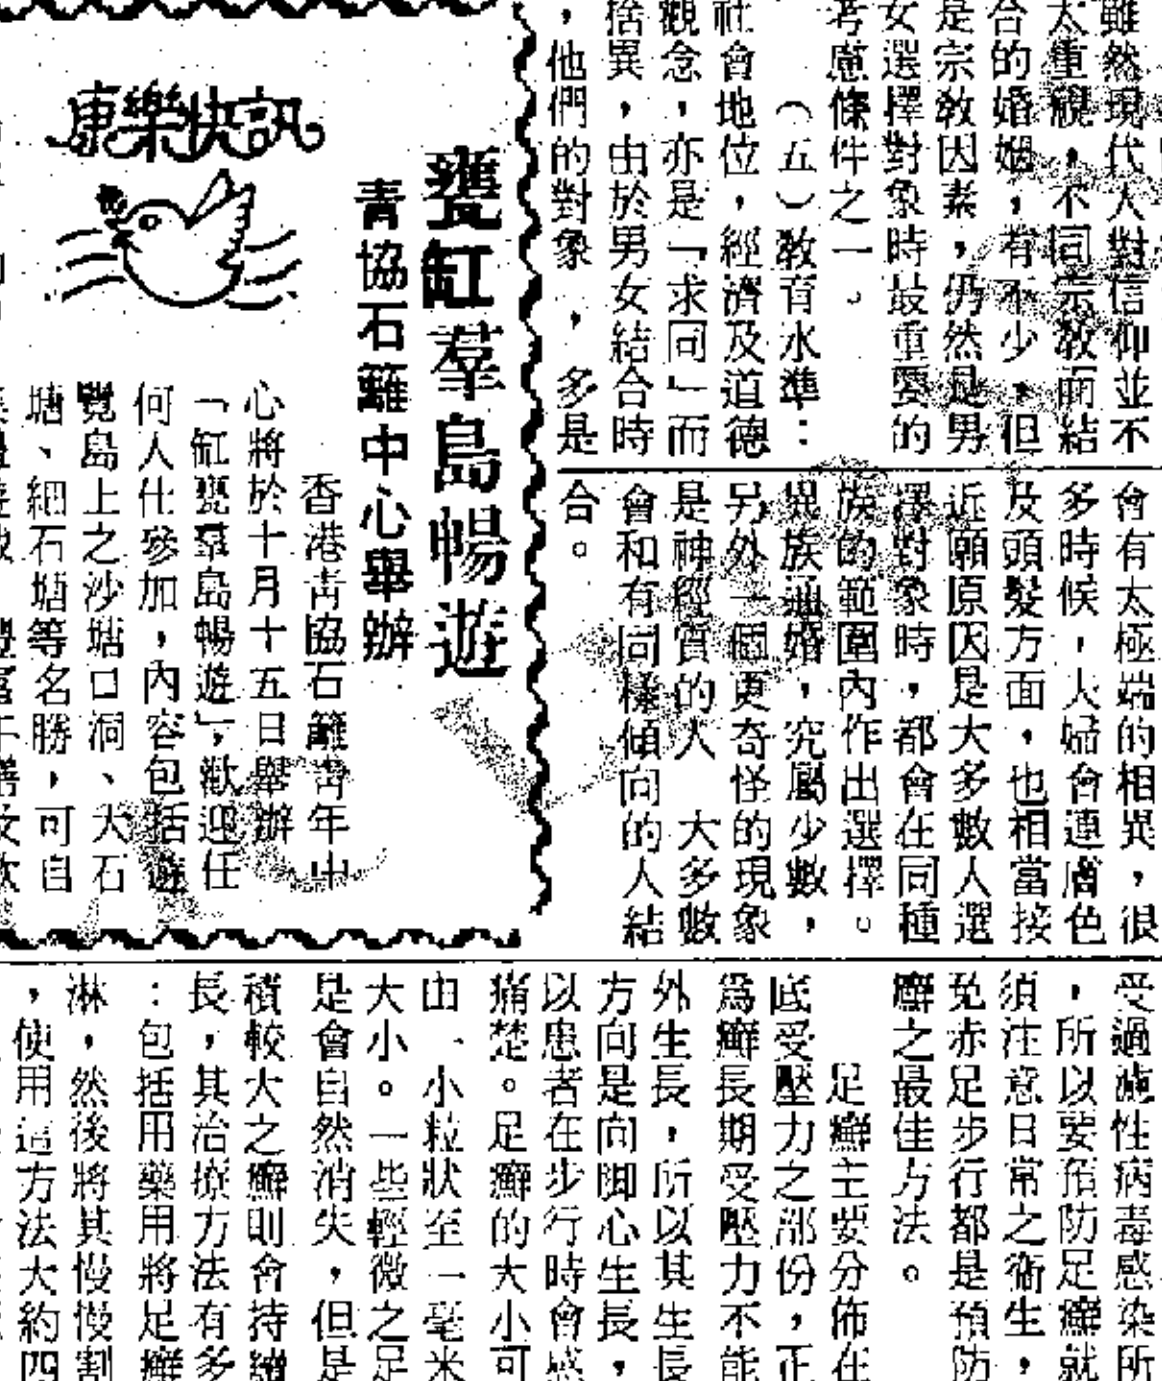 雖然現代人對信仰並不
太重視，不同宗教而結
合的婚姻，有不少，但
是宗教因素，仍然是男
女選擇對象時最重要的
考慮條件之一。
（五）教育水準：
社會地位，經濟及道德
觀念，亦是「求同」而
捨異，由於男女結合時
，他們的對象，多是
會有太極端的相異，很
多時候，夫婦會連膚色
及頭髮方面，也相當接
近願原因是大多數人選
擇對象時，都會在同種
族的範圍內作出選擇。
異族通婚，究屬少數，
另外一個更奇怪的現象
是神經質的人 大多數
會和有同樣傾向的人結
合。
康樂快訊
甕缸羣島暢遊
青協石籬中心舉辦
香港青協石籬青年中
心將於十月十五日舉辦
「缸甕羣島暢遊」，歡迎任
何人仕參加，內容包括遊
覽島上之沙塘口洞、大石
塘、細石塘等名勝，可自
受過濾性病毒感染所
，所以要預防足癬就
須注意日常之衞生，
免赤足步行都是預防
癬之最佳方法。
足癬主要分佈在
底受壓力之部份，正
爲癬長期受壓力不能
外生長，所以其生長
方向是向脚心生長，
以患者在步行時會感
痛楚。足癬的大小可
由一小粒狀至一毫米
大小。一些輕微之足
是會自然消失，但是
積較大之癬則會持續
長，其治療方法有多
：包括用藥用將足癬
淋，然後將其慢慢割
，使用這方法大約四